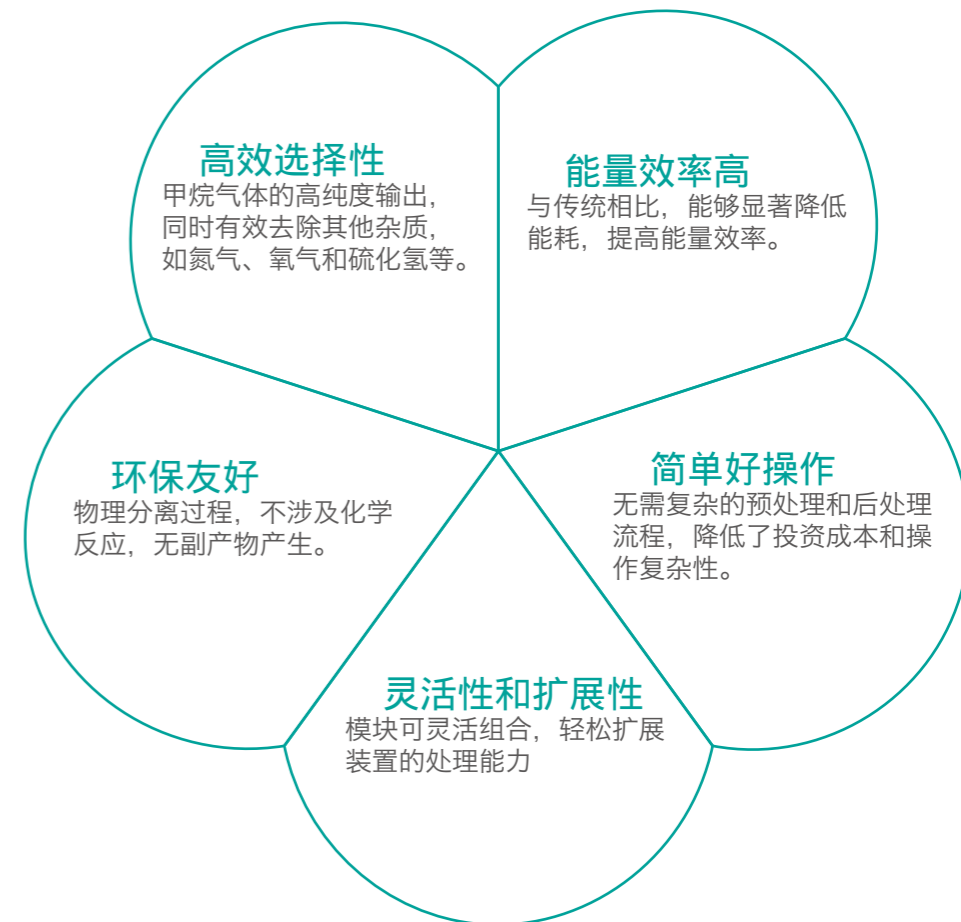 高效选择性
甲烷气体的高纯度输出,
同时有效去除其他杂质,
如氮气、氧气和硫化氢等。
能量效率高
与传统相比, 能够显著降低
能耗, 提高能量效率。
环保友好
物理分离过程, 不涉及化学
反应, 无副产物产生。
简单好操作
无需复杂的预处理和后处理
流程, 降低了投资成本和操
作复杂性。
灵活性和扩展性
模块可灵活组合, 轻松扩展
装置的处理能力